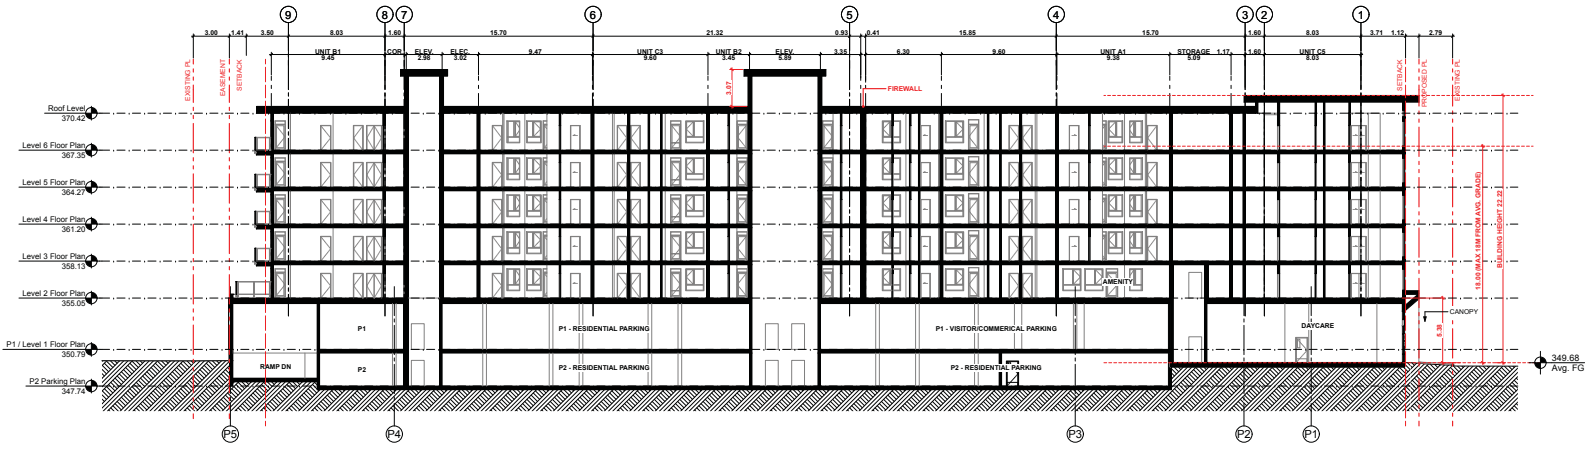 9 8 7 6 5 4 3 2 1
3.00 1.41 3.50 8.03 1.60 15.70 21.32 0.93 0.41 15.85 15.70 1.60 8.03 3.71 1.12 2.79
UNIT B1 COR. ELEV. ELEC. UNIT C3 UNIT B2 ELEV. UNIT A1 STORAGE UNIT C5
9.45 2.98 3.02 9.47 9.60 3.45 5.89 3.35 6.30 9.60 9.38 5.09 1.17 1.60 8.03
EXISTING PL
EASEMENT
SETBACK
3.07
FIREWALL
SETBACK
PROPOSED PL
EXISTING PL
Roof Level
370.42
Level 6 Floor Plan
367.35
Level 5 Floor Plan
364.27
Level 4 Floor Plan
361.20
Level 3 Floor Plan
358.13
Level 2 Floor Plan
355.05
P1 / Level 1 Floor Plan
350.79
P2 Parking Plan
347.74
18.00 (MAX 18M FROM AVG. GRADE)
BUILDING HEIGHT 22.22
AMENITY
P1
P1 - RESIDENTIAL PARKING
P1 - VISITOR/COMMERICAL PARKING
DAYCARE
CANOPY
RAMP DN
P2
P2 - RESIDENTIAL PARKING
P2 - RESIDENTIAL PARKING
349.68
Avg. FG
P5 P4 P3 P2 P1